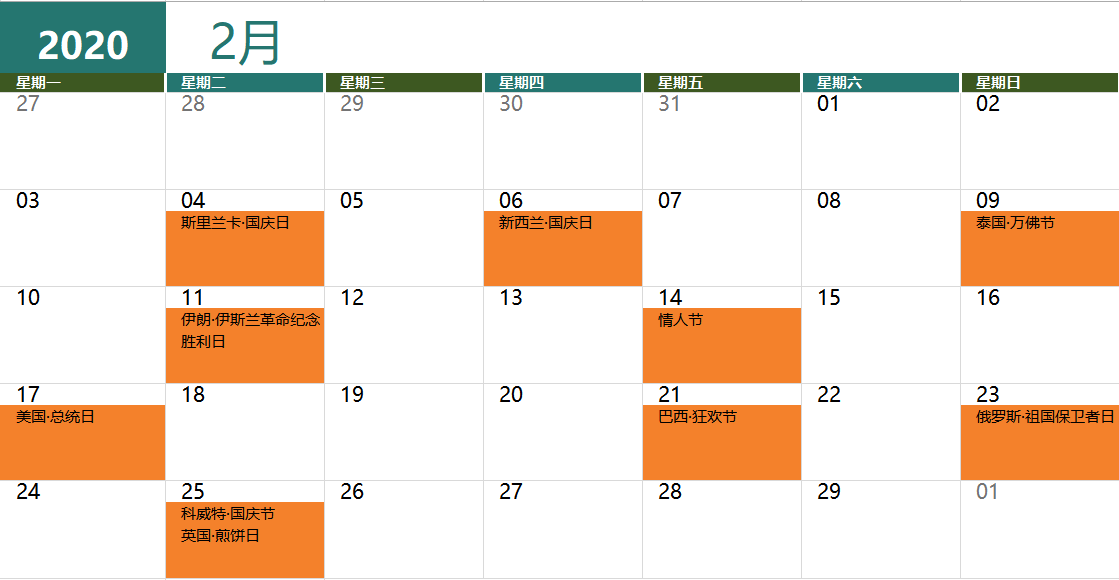 2020 2月
星期一 星期二 星期三 星期四 星期五 星期六 星期日
27 28 29 30 31 01 02
03 04 05 06 07 08 09
斯里兰卡·国庆日 新西兰·国庆日 泰国·万佛节
10 11 12 13 14 15 16
伊朗·伊斯兰革命纪念 情人节
胜利日
17 18 19 20 21 22 23
美国·总统日 巴西·狂欢节 俄罗斯·祖国保卫者日
24 25 26 27 28 29 01
科威特·国庆节
英国·煎饼日